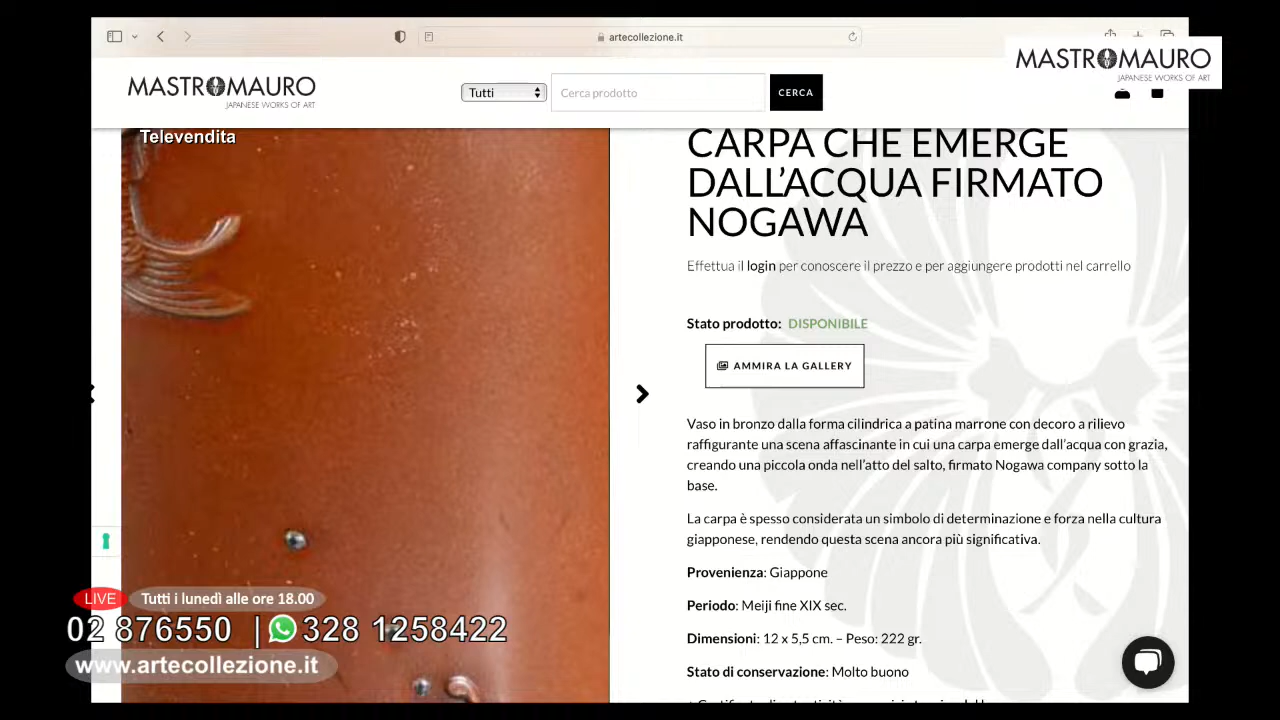 artecollezione.it
MASTROMAURO
JAPANESE WORKS OF ART
MASTROMAURO
JAPANESE WORKS OF ART
Tutti
Cerca prodotto
CERCA
Televendita
CARPA CHE EMERGE
DALL'ACQUA FIRMATO
NOGAWA
Effettua il login per conoscere il prezzo e per aggiungere prodotti nel carrello
Stato prodotto: DISPONIBILE
AMMIRA LA GALLERY
Vaso in bronzo dalla forma cilindrica a patina marrone con decoro a rilievo
raffigurante una scena affascinante in cui una carpa emerge dall'acqua con grazia,
creando una piccola onda nell'atto del salto, firmato Nogawa company sotto la
base.
La carpa è spesso considerata un simbolo di determinazione e forza nella cultura
giapponese, rendendo questa scena ancora più significativa.
Provenienza: Giappone
Periodo: Meiji fine XIX sec.
Dimensioni: 12 x 5,5 cm. – Peso: 222 gr.
Stato di conservazione: Molto buono
LIVE Tutti i lunedì alle ore 18.00
02 876550 | 328 1258422
www.artecollezione.it